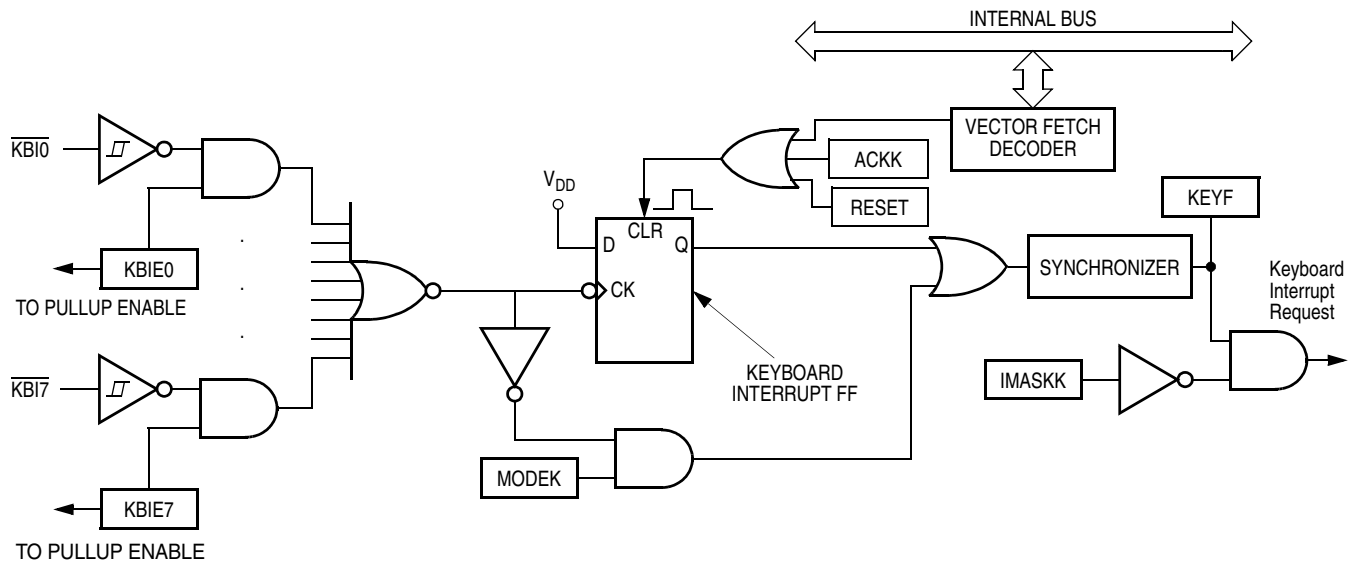 INTERNAL BUS
VECTOR FETCH
DECODER
ACKK
RESET
KBI0
KBIE0
TO PULLUP ENABLE
KBI7
KBIE7
TO PULLUP ENABLE
VDD
D
CLR
Q
CK
KEYBOARD
INTERRUPT FF
MODEK
SYNCHRONIZER
KEYF
IMASKK
Keyboard
Interrupt
Request